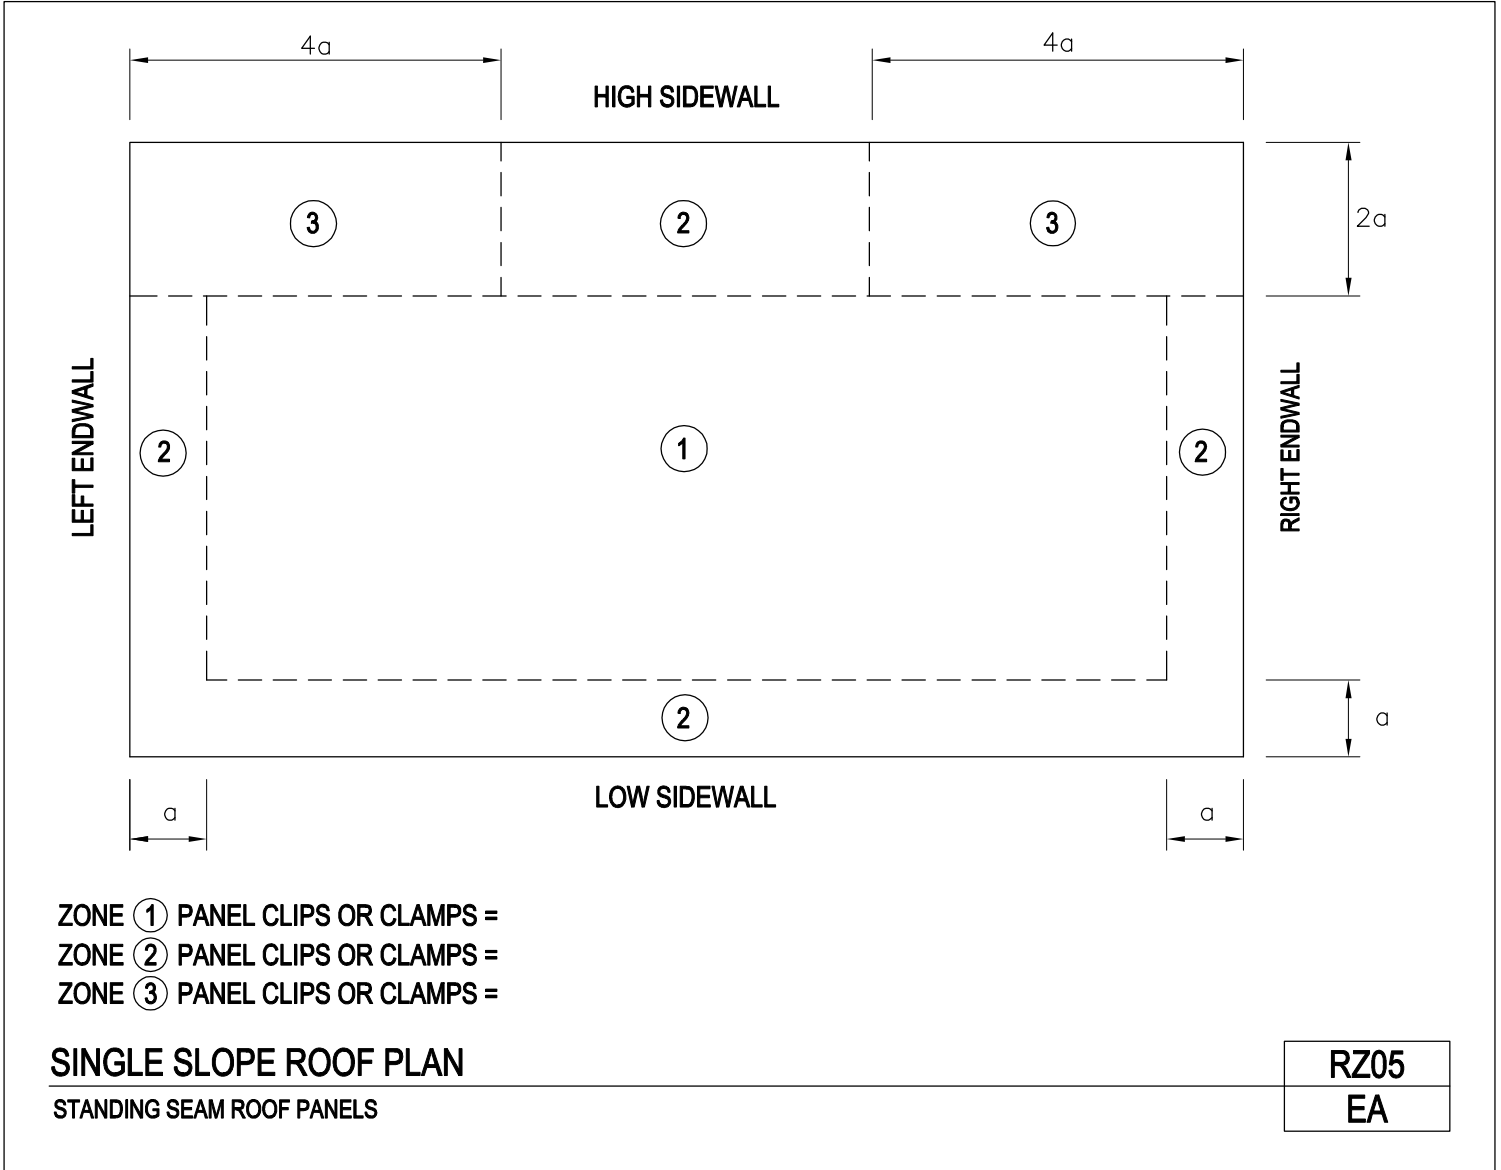 4a
4a
HIGH SIDEWALL
3
2
3
2a
LEFT ENDWALL
2
1
2
RIGHT ENDWALL
2
a
LOW SIDEWALL
a
a
ZONE 1 PANEL CLIPS OR CLAMPS =
ZONE 2 PANEL CLIPS OR CLAMPS =
ZONE 3 PANEL CLIPS OR CLAMPS =
SINGLE SLOPE ROOF PLAN
STANDING SEAM ROOF PANELS
RZ05
EA